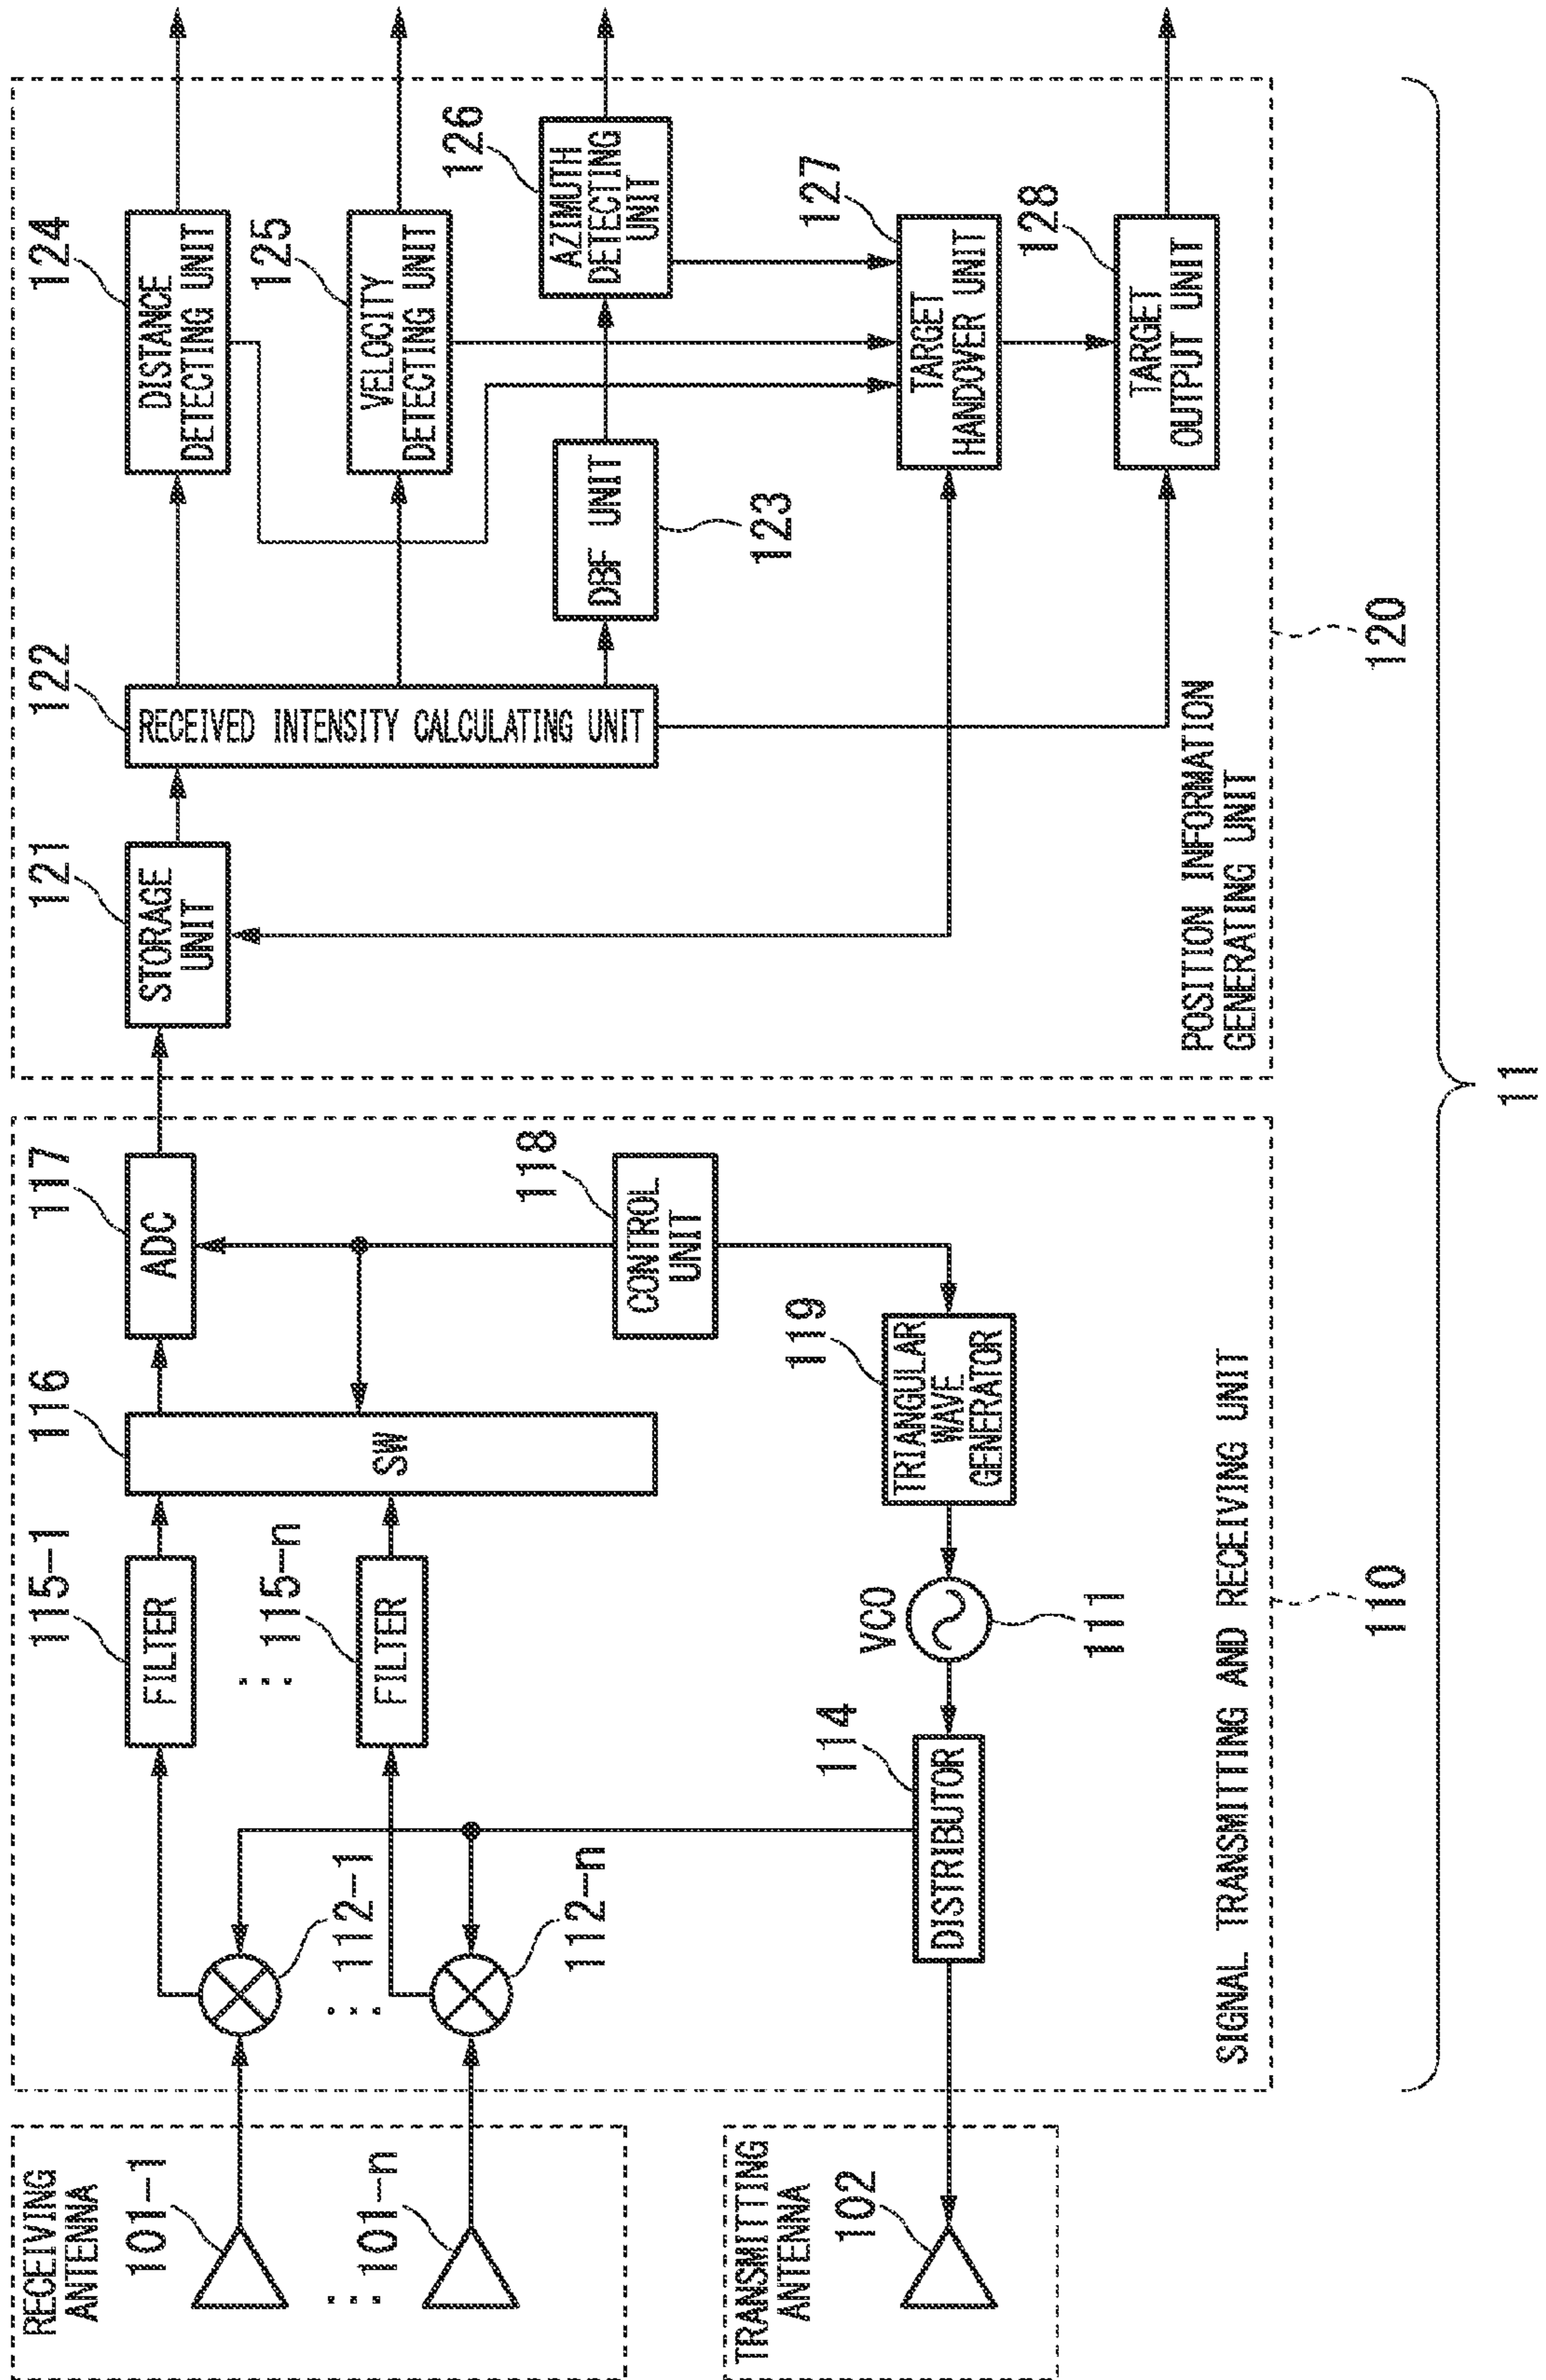 RECEIVING
ANTENNA
101-1
101-n
TRANSMITTING
ANTENNA
102
112-1
112-n
115-1
FILTER
115-n
FILTER
116
SW
117
ADC
118
CONTROL
UNIT
119
TRIANGULAR
WAVE
GENERATOR
VCO
111
114
DISTRIBUTOR
SIGNAL TRANSMITTING AND RECEIVING UNIT
110
121
STORAGE
UNIT
122
RECEIVED INTENSITY CALCULATING UNIT
DBF UNIT
123
124
DISTANCE
DETECTING UNIT
125
VELOCITY
DETECTING UNIT
126
AZIMUTH
DETECTING
UNIT
127
TARGET
HANDOVER UNIT
128
TARGET
OUTPUT UNIT
POSITION INFORMATION
GENERATING UNIT
120
11